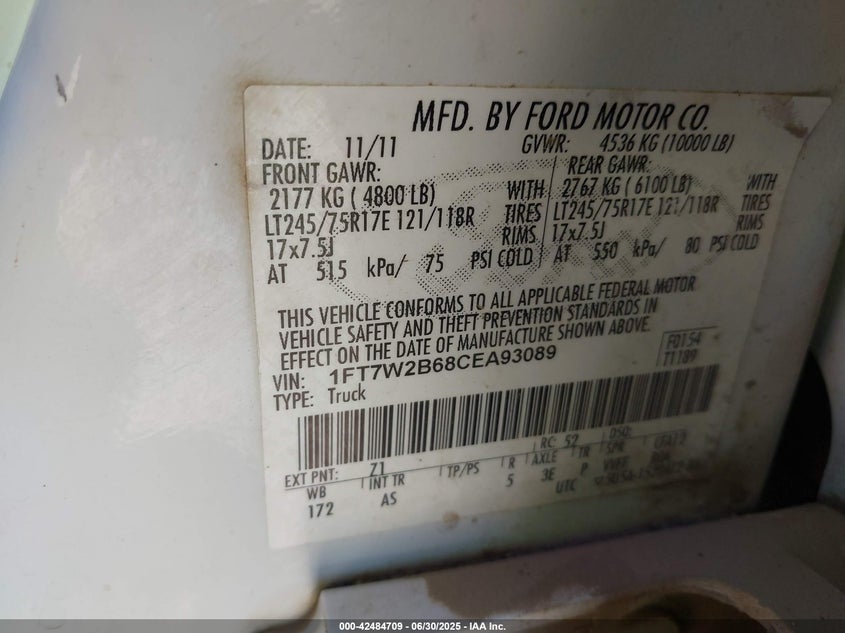 MFD. BY FORD MOTOR CO.
DATE: 11/11 GVWR: 4536 KG (10000 LB)
FRONT GAWR: REAR GAWR:
2177 KG ( 4800 LB) WITH 2767 KG ( 6100 LB) WITH
LT245/75R17E 121/118R TIRES LT245/75R17E 121/118R TIRES
17x7.5J RIMS 17x7.5J RIMS
AT 515 kPa/ 75 PSI COLD AT 550 kPa/ 80 PSI COLD
THIS VEHICLE CONFORMS TO ALL APPLICABLE FEDERAL MOTOR
VEHICLE SAFETY AND THEFT PREVENTION STANDARDS IN
EFFECT ON THE DATE OF MANUFACTURE SHOWN ABOVE.
VIN: 1FT7W2B68CEA93089 F0154
TYPE: Truck T1189
RC: 52 DSO:
EXT PNT: Z1
WB INT TR TP/PS R AXLE TR SPR
172 AS 5 3E P
UTC
000-42484709 - 06/30/2025 - IAA Inc.